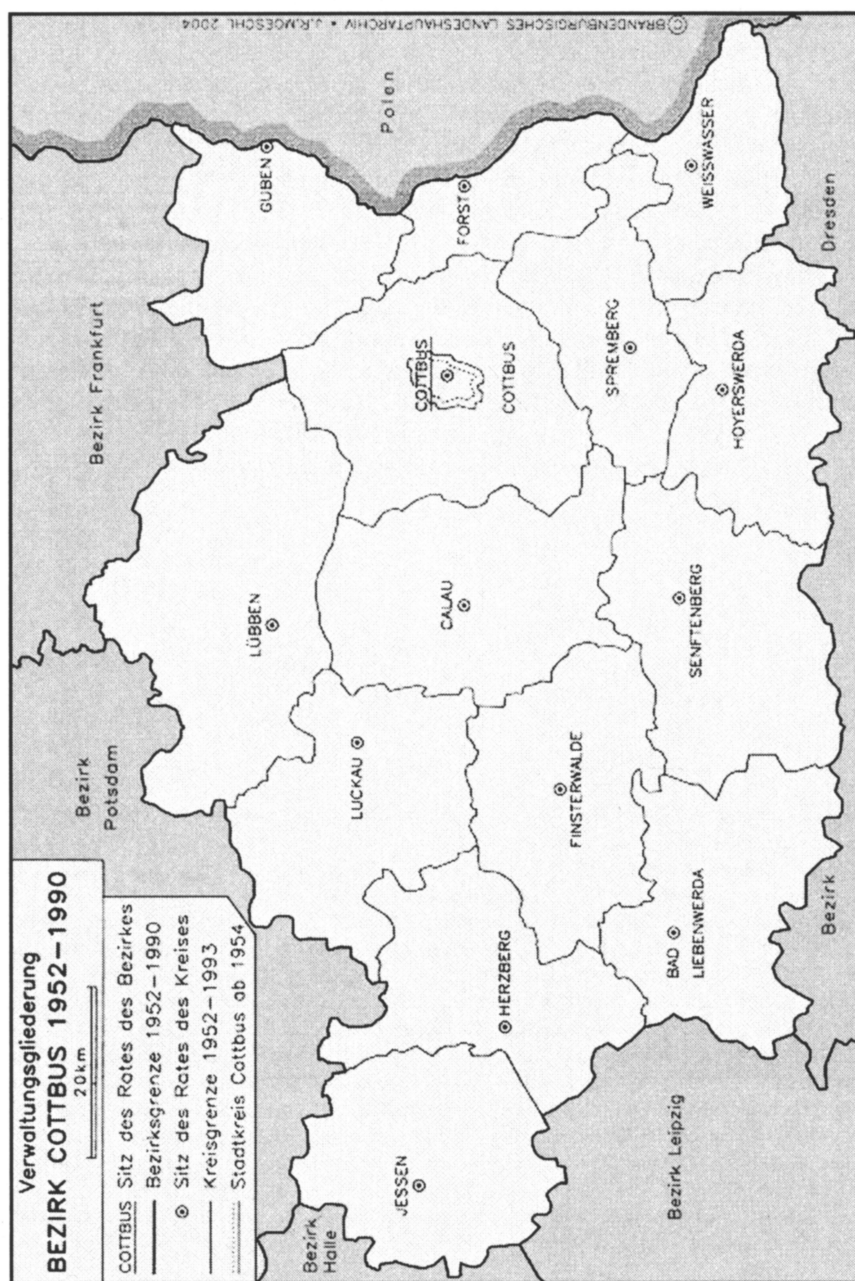 Verwaltungsgliederung
BEZIRK COTTBUS 1952–1990
20km
COTTBUS Sitz des Rates des Bezirkes
Bezirksgrenze 1952–1990
Sitz des Rates des Kreises
Kreisgrenze 1952–1993
Stadtkreis Cottbus ab 1954
Bezirk
Potsdam
Bezirk Frankfurt
Polen
©BRANDENBURGISCHES LANDESHAUPTARCHIV • J.R.MOESCHL 2004
LÜBBEN
GUBEN
LUCKAU
CALAU
COTTBUS
COTTBUS
FORST
JESSEN
HERZBERG
FINSTERWALDE
SPREMBERG
BAD
LIEBENWERDA
SENFTENBERG
HOYERSWERDA
WEISSWASSER
Bezirk
Halle
Bezirk Leipzig
Bezirk
Dresden